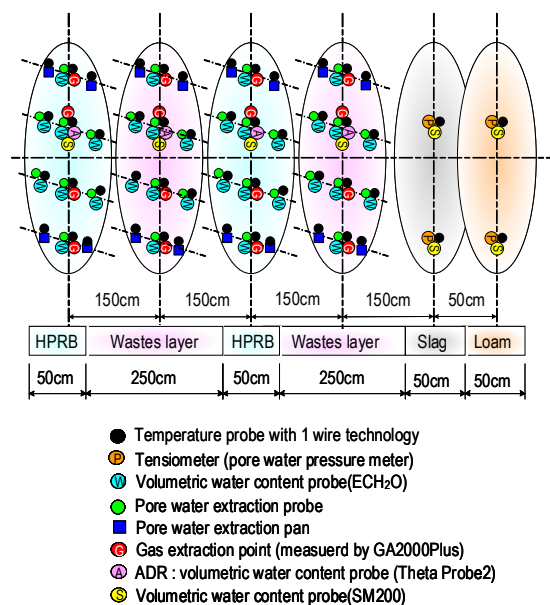 150cm 150cm 150cm 150cm 50cm
HPRB Wastes layer HPRB Wastes layer Slag Loam
50cm 250cm 50cm 250cm 50cm 50cm
Temperature probe with 1 wire technology
P Tensiometer (pore water pressure meter)
W Volumetric water content probe(ECH₂O)
Pore water extraction probe
Pore water extraction pan
G Gas extraction point (measuerd by GA2000Plus)
A ADR : volumetric water content probe (Theta Probe2)
S Volumetric water content probe(SM200)